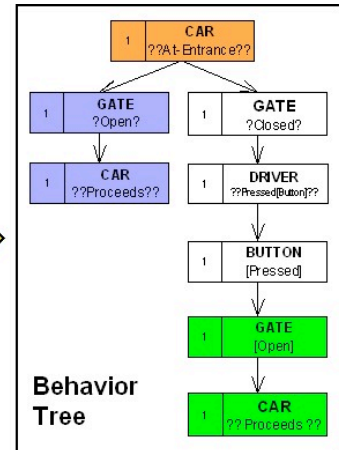 1
CAR
??At-Entrance??
1
GATE
?Open?
1
GATE
?Closed?
1
CAR
??Proceeds??
1
DRIVER
??Pressed[Button]??
1
BUTTON
[Pressed]
1
GATE
[Open]
1
CAR
?? Proceeds ??
Behavior
Tree